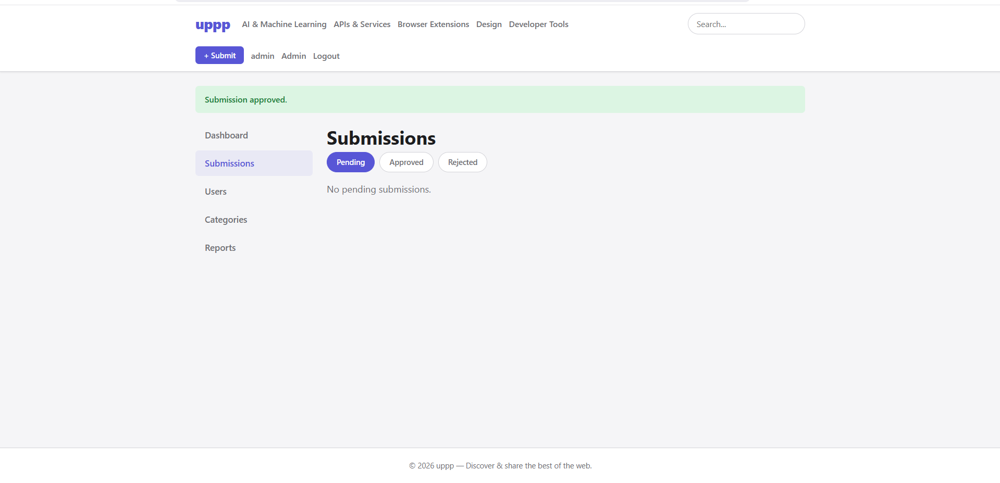 uppp AI & Machine Learning APIs & Services Browser Extensions Design Developer Tools Search...
+ Submit admin Admin Logout
Submission approved.
Dashboard
Submissions
Users
Categories
Reports
Submissions
Pending Approved Rejected
No pending submissions.
© 2026 uppp — Discover & share the best of the web.